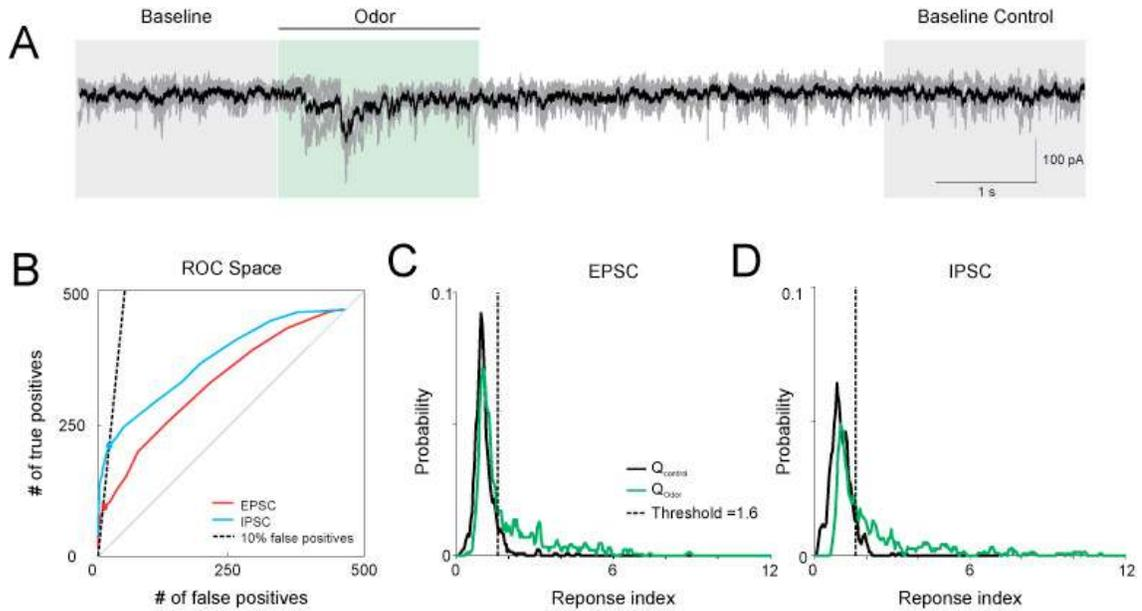 A
Baseline
Odor
Baseline Control
100 pA
1 s
B
ROC Space
500
250
0
0
250
500
# of true positives
# of false positives
EPSC
IPSC
10% false positives
C
EPSC
0.1
0
0
6
12
Probability
Reponse index
Qcontrol
QOdor
Threshold =1.6
D
IPSC
0.1
0
0
6
12
Probability
Reponse index